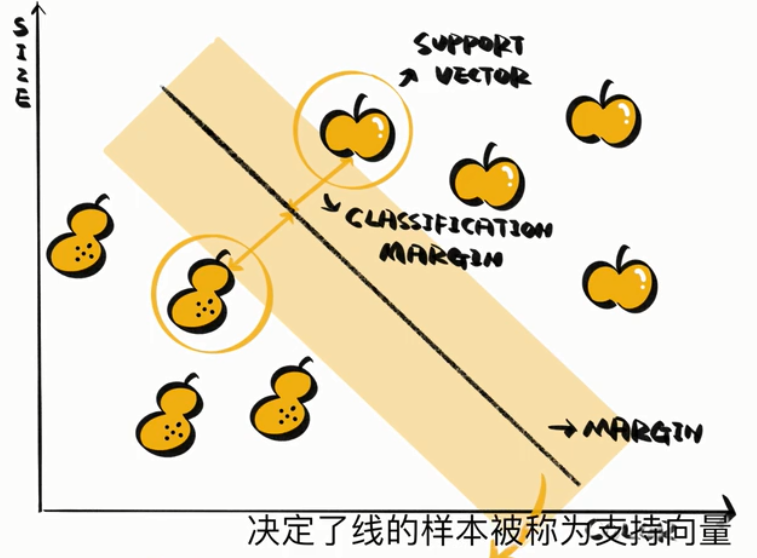 SIZE
SUPPORT
VECTOR
CLASSIFICATION
MARGIN
MARGIN
决定了线的样本被称为支持向量